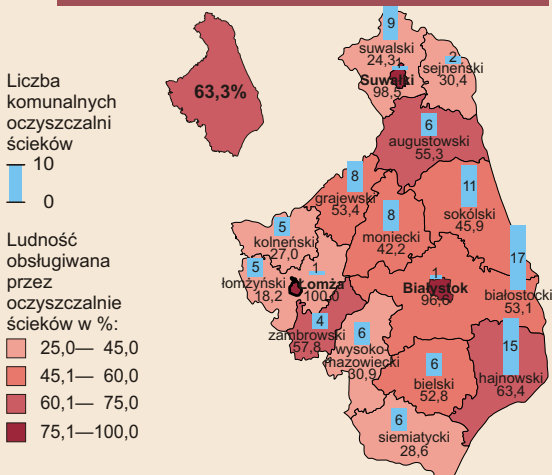 63,3%
Liczba
komunalnych
oczyszczalni
ścieków
10
0
Ludność
obsługiwana
przez
oczyszczalnie
ścieków w %:
25,0— 45,0
45,1— 60,0
60,1— 75,0
75,1—100,0
9
suwalski
24,3
1
Suwałki
98,5
2
sejneński
30,4
6
augustowski
55,3
8
grajewski
53,4
11
sokólski
45,9
8
moniecki
42,2
5
kolneński
27,0
5
łomżyński
18,2
1
Łomża
100,0
17
białostocki
53,1
1
Białystok
96,6
4
zambrowski
57,8
6
wysoko-
mazowiecki
30,9
15
hajnowski
63,4
6
bielski
52,8
6
siemiatycki
28,6